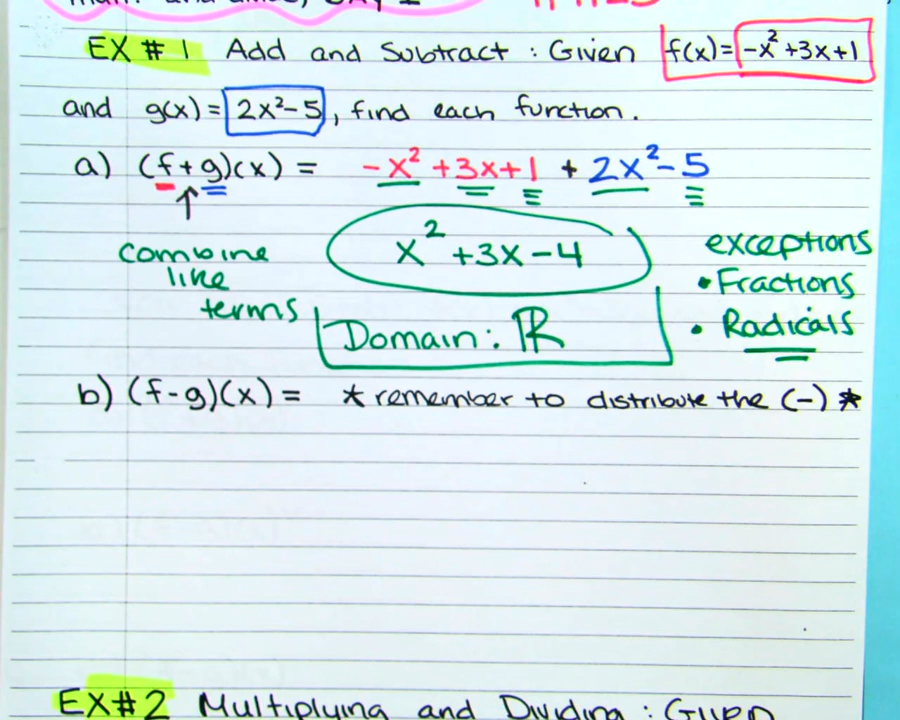 EX # 1 Add and Subtract : Given f(x) = -x² + 3x + 1
and g(x) = 2x² - 5, find each function.
a) (f + g)(x) = -x² + 3x + 1 + 2x² - 5
combine
like
terms
x² + 3x - 4
Domain: ℝ
exceptions
• Fractions
• Radicals
b) (f - g)(x) = * remember to distribute the (-) *
EX # 2 Multiplying and Dividing : Given